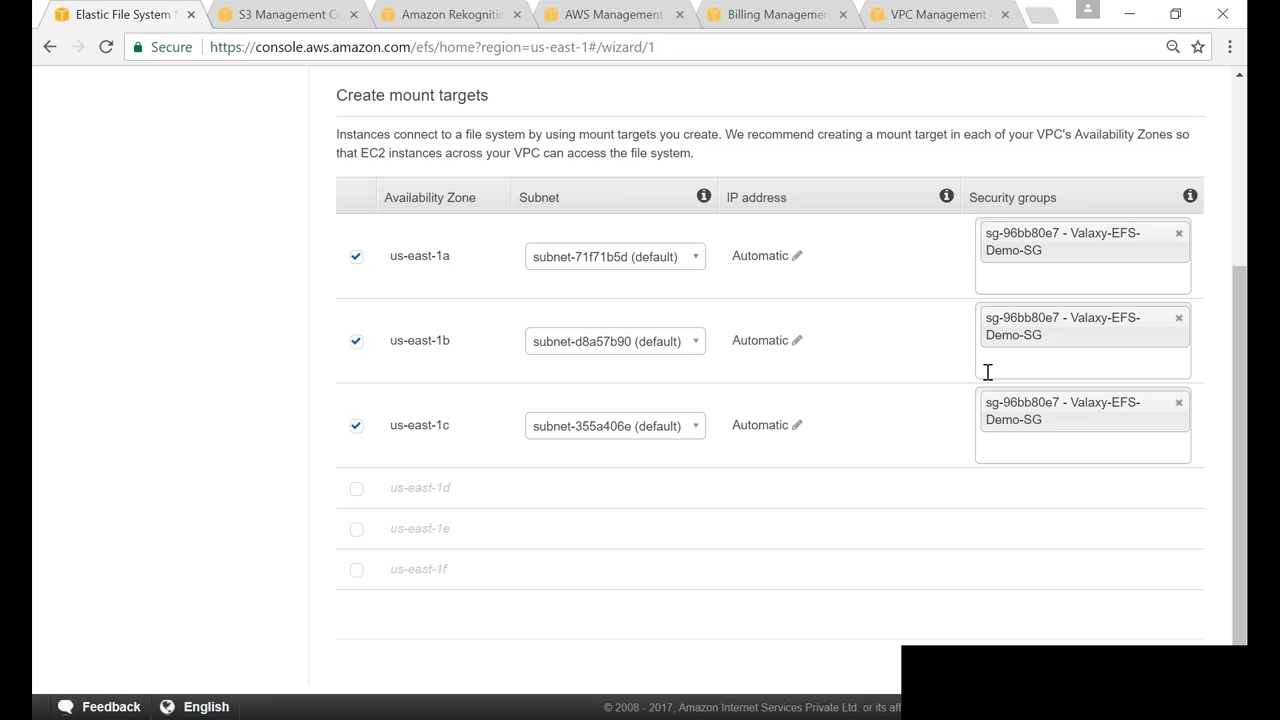 Elastic File System
S3 Management Co
Amazon Rekognitio
AWS Management
Billing Managemen
VPC Management
Secure
https://console.aws.amazon.com/efs/home?region=us-east-1#/wizard/1
Create mount targets
Instances connect to a file system by using mount targets you create. We recommend creating a mount target in each of your VPC's Availability Zones so
that EC2 instances across your VPC can access the file system.
Availability Zone
Subnet
IP address
Security groups
us-east-1a
subnet-71f71b5d (default)
Automatic
sg-96bb80e7 - Valaxy-EFS-
Demo-SG
us-east-1b
subnet-d8a57b90 (default)
Automatic
sg-96bb80e7 - Valaxy-EFS-
Demo-SG
us-east-1c
subnet-355a406e (default)
Automatic
sg-96bb80e7 - Valaxy-EFS-
Demo-SG
us-east-1d
us-east-1e
us-east-1f
Feedback
English
© 2008 - 2017, Amazon Internet Services Private Ltd. or its aff